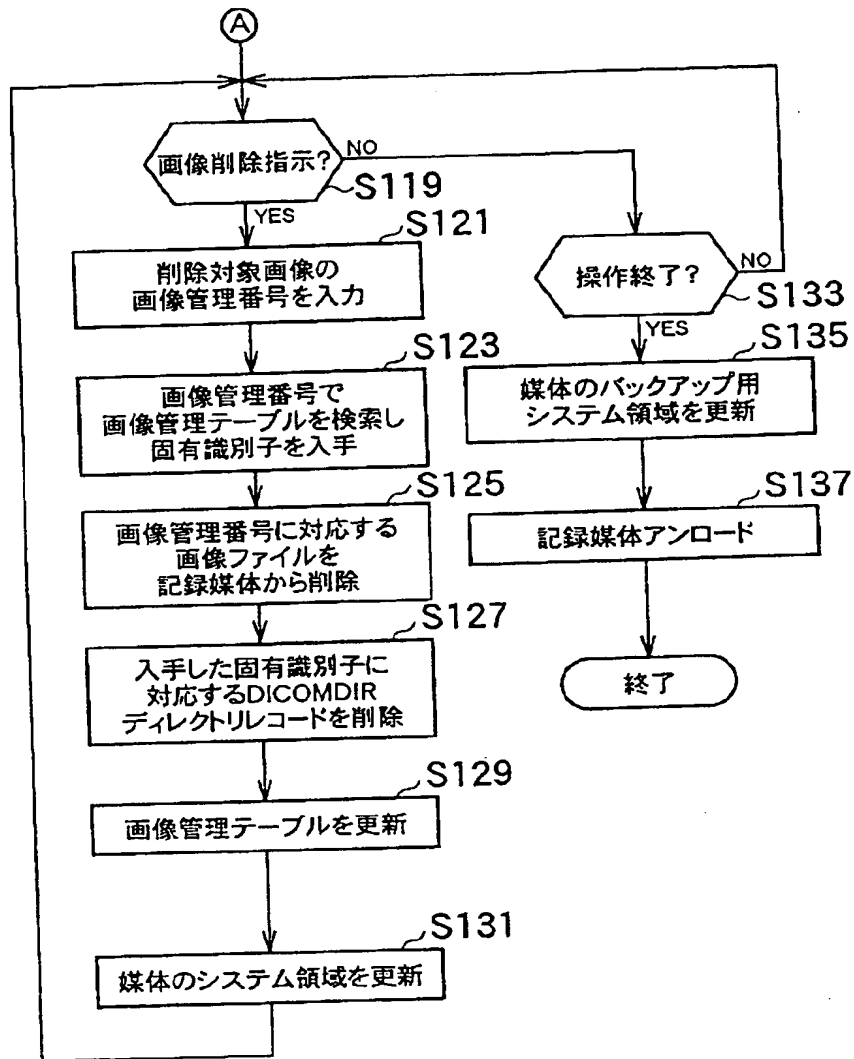 A
画像削除指示?
NO
S119
YES
S121
削除対象画像の
画像管理番号を入力
S123
画像管理番号で
画像管理テーブルを検索し
固有識別子を入手
S125
画像管理番号に対応する
画像ファイルを
記録媒体から削除
S127
入手した固有識別子に
対応するDICOMDIR
ディレクトリレコードを削除
S129
画像管理テーブルを更新
S131
媒体のシステム領域を更新
操作終了?
NO
S133
YES
S135
媒体のバックアップ用
システム領域を更新
S137
記録媒体アンロード
終了